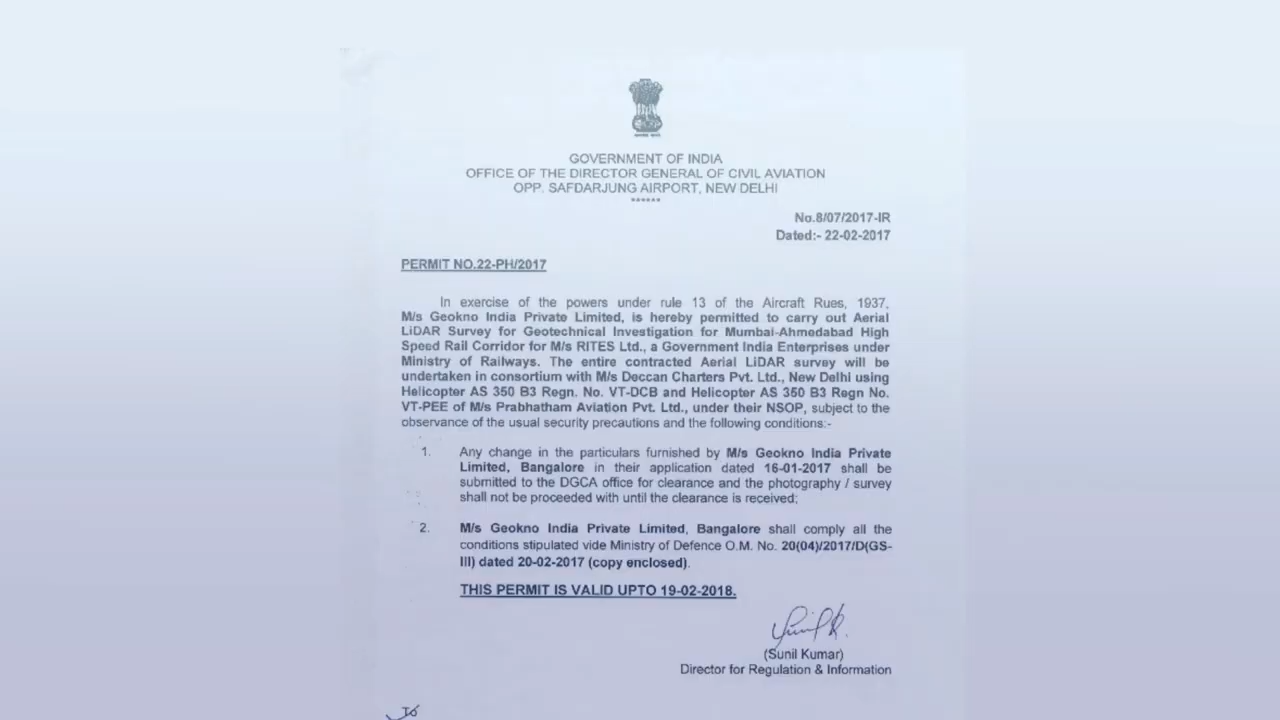 GOVERNMENT OF INDIA
OFFICE OF THE DIRECTOR GENERAL OF CIVIL AVIATION
OPP. SAFDARJUNG AIRPORT, NEW DELHI
******
No.8/07/2017-IR
Dated:- 22-02-2017
PERMIT NO.22-PH/2017
In exercise of the powers under rule 13 of the Aircraft Rues, 1937,
M/s Geokno India Private Limited, is hereby permitted to carry out Aerial
LiDAR Survey for Geotechnical Investigation for Mumbai-Ahmedabad High
Speed Rail Corridor for M/s RITES Ltd., a Government India Enterprises under
Ministry of Railways. The entire contracted Aerial LiDAR survey will be
undertaken in consortium with M/s Deccan Charters Pvt. Ltd., New Delhi using
Helicopter AS 350 B3 Regn. No. VT-DCB and Helicopter AS 350 B3 Regn No.
VT-PEE of M/s Prabhatham Aviation Pvt. Ltd., under their NSOP, subject to the
observance of the usual security precautions and the following conditions:-
1. Any change in the particulars furnished by M/s Geokno India Private
Limited, Bangalore in their application dated 16-01-2017 shall be
submitted to the DGCA office for clearance and the photography / survey
shall not be proceeded with until the clearance is received;
2. M/s Geokno India Private Limited, Bangalore shall comply all the
conditions stipulated vide Ministry of Defence O.M. No. 20(04)/2017/D(GS-
III) dated 20-02-2017 (copy enclosed).
THIS PERMIT IS VALID UPTO 19-02-2018.
(Sunil Kumar)
Director for Regulation & Information